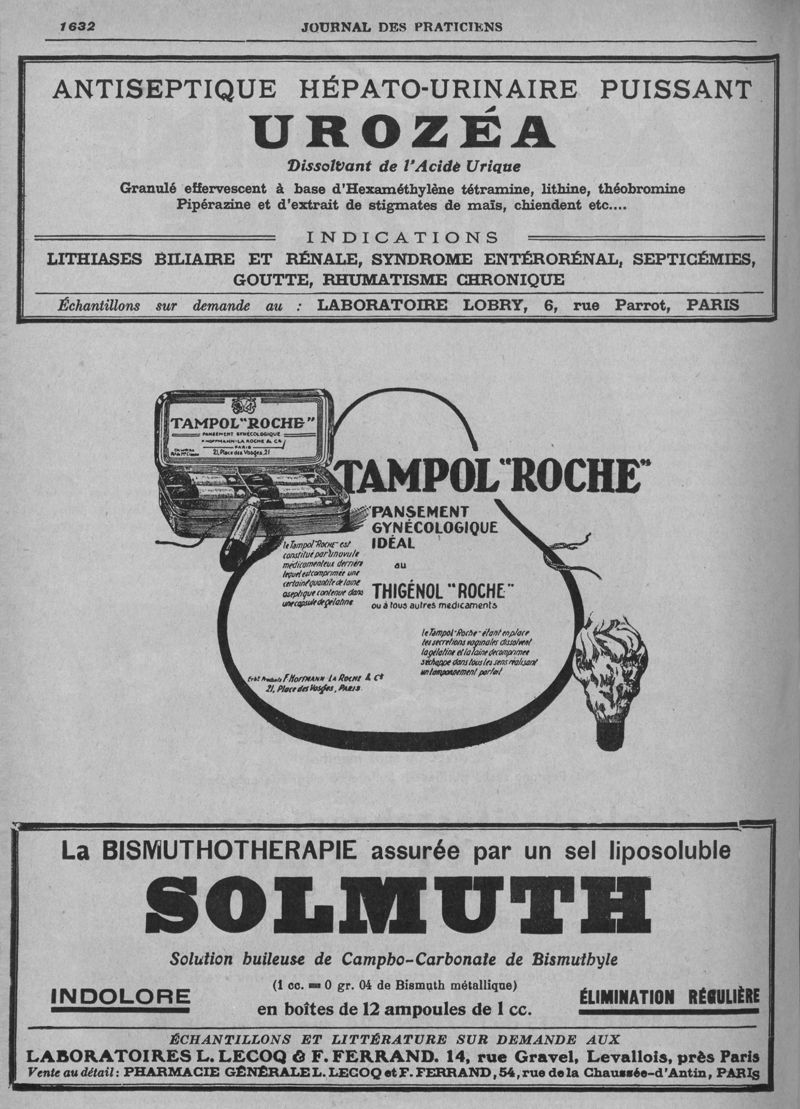 1632
JOURNAL DES PRATICIENS
ANTISEPTIQUE HÉPATO-URINAIRE PUISSANT
UROZÉA
Dissolvant de l'Acide Urique
Granulé effervescent à base d'Hexaméthylène tétramine, lithine, théobromine
Pipérazine et d'extrait de stigmates de maïs, chiendent etc....
INDICATIONS
LITHIASES BILIAIRE ET RÉNALE, SYNDROME ENTÉRORÉNAL, SEPTICÉMIES,
GOUTTE, RHUMATISME CHRONIQUE
Échantillons sur demande au : LABORATOIRE LOBRY, 6, rue Parrot, PARIS
TAMPOL "ROCHE"
PANSEMENT GYNÉCOLOGIQUE
F. HOFFMANN-LA ROCHE & Cie
PARIS
21, Place des Vosges, 21
TAMPOL "ROCHE"
PANSEMENT
GYNÉCOLOGIQUE
IDÉAL
au
THIGÉNOL "ROCHE"
ou à tous autres médicaments
le Tampol "Roche" est
constitué par un ovule
médicamenteux derrière
lequel est comprimée une
certaine quantité de laine
aseptique contenue dans
une capsule de gélatine
le Tampol "Roche" étant en place
les secrétions vaginales dissolvent
la gélatine et la laine décomprimée
s'échappe dans tous les sens réalisant
un tamponnement parfait
Produits F. HOFFMANN LA ROCHE & Cie
21, Place des Vosges, PARIS
La BISMUTHOTHERAPIE assurée par un sel liposoluble
SOLMUTH
Solution huileuse de Campho-Carbonate de Bismuthyle
(1 cc. = 0 gr. 04 de Bismuth métallique)
INDOLORE
en boîtes de 12 ampoules de 1 cc.
ÉLIMINATION RÉGULIÈRE
ÉCHANTILLONS ET LITTÉRATURE SUR DEMANDE AUX
LABORATOIRES L. LECOQ & F. FERRAND. 14, rue Gravel, Levallois, près Paris
Vente au détail : PHARMACIE GÉNÉRALE L. LECOQ et F. FERRAND, 54, rue de la Chaussée-d'Antin, PARIS